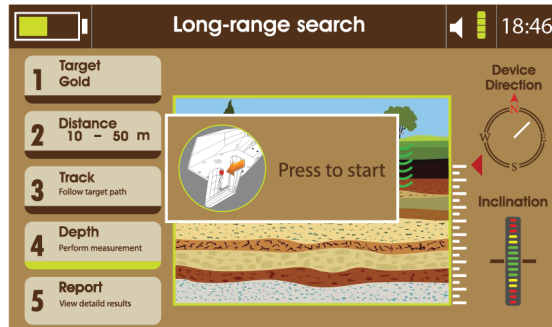 Long-range search
18:46
1 Target
Gold
2 Distance
10 - 50 m
3 Track
Follow target path
4 Depth
Perform measurement
5 Report
View detaild results
Press to start
Device
Direction
N
W E
S
Inclination